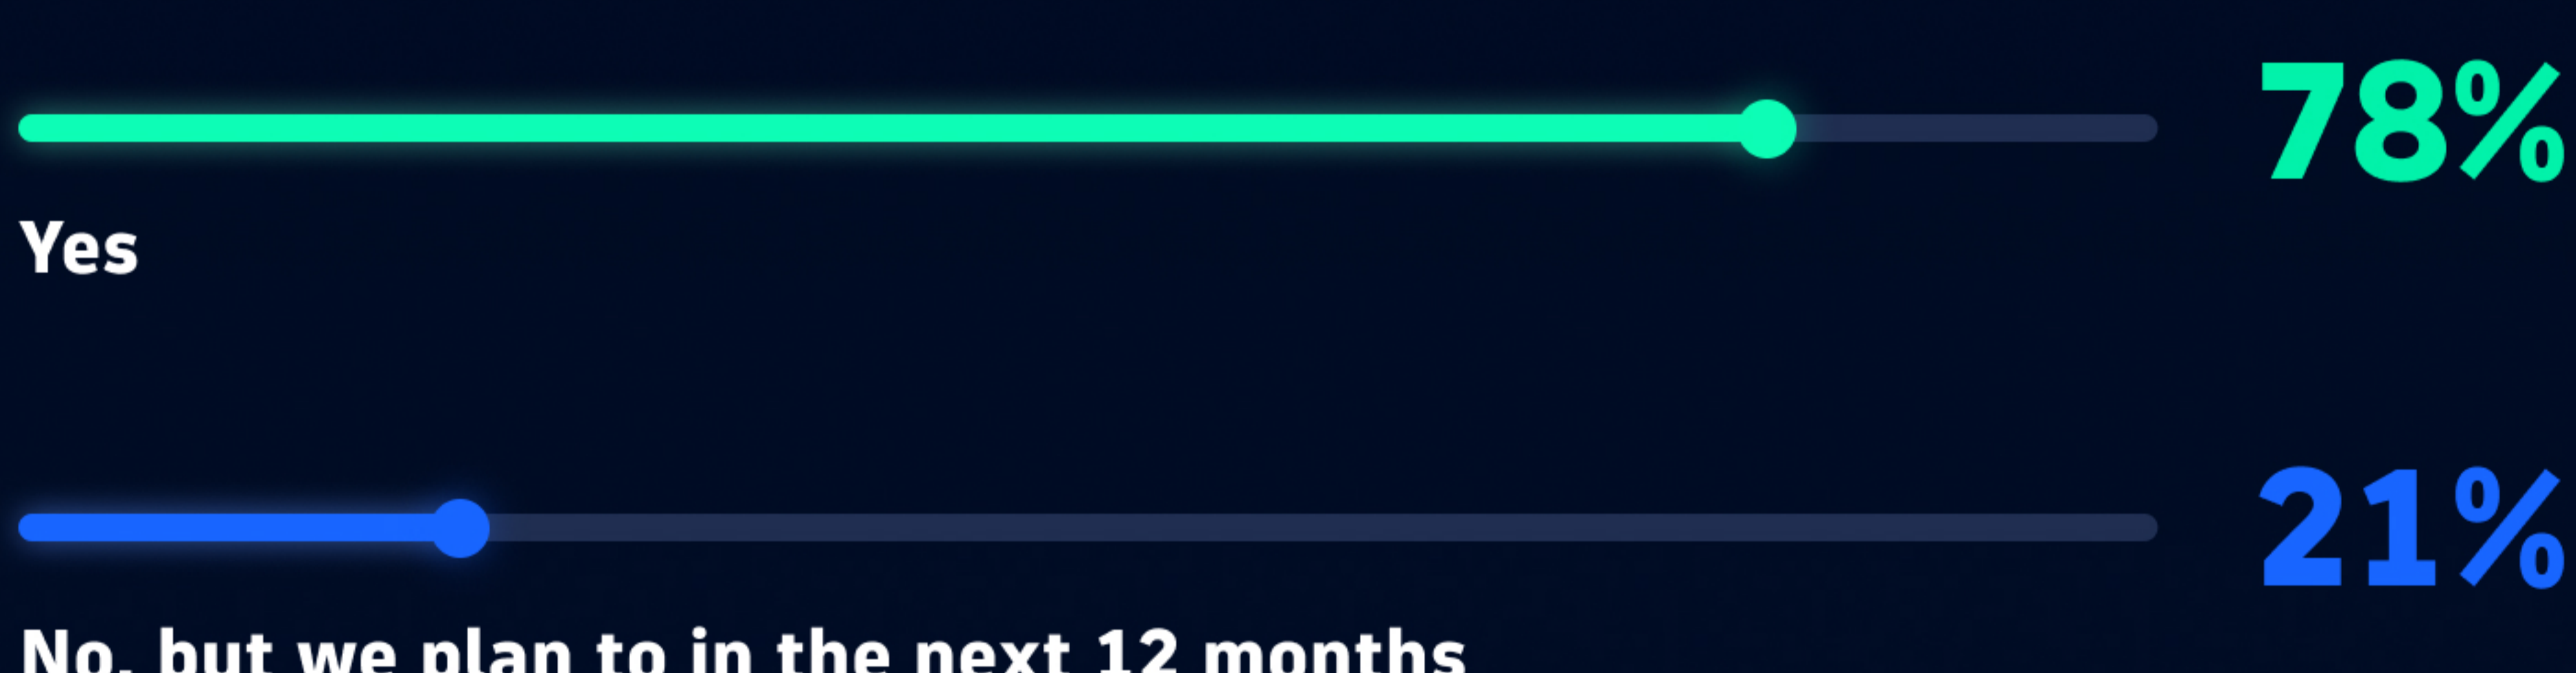 78%
Yes
21%
No, but we plan to in the next 12 months